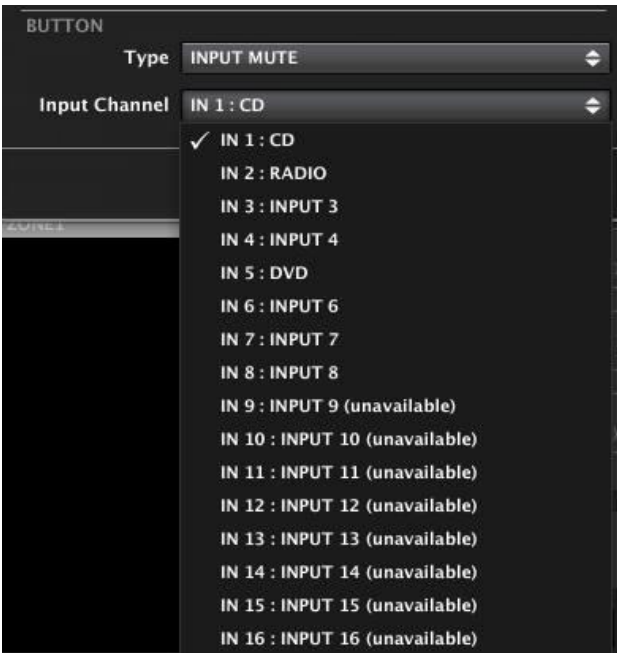 BUTTON
Type INPUT MUTE
Input Channel IN 1 : CD
✓ IN 1 : CD
IN 2 : RADIO
IN 3 : INPUT 3
ZONE1
IN 4 : INPUT 4
IN 5 : DVD
IN 6 : INPUT 6
IN 7 : INPUT 7
IN 8 : INPUT 8
IN 9 : INPUT 9 (unavailable)
IN 10 : INPUT 10 (unavailable)
IN 11 : INPUT 11 (unavailable)
IN 12 : INPUT 12 (unavailable)
IN 13 : INPUT 13 (unavailable)
IN 14 : INPUT 14 (unavailable)
IN 15 : INPUT 15 (unavailable)
IN 16 : INPUT 16 (unavailable)